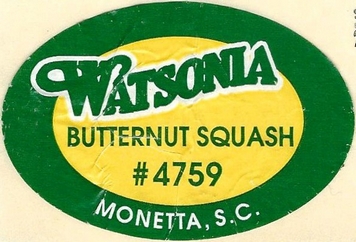 WATSONIA
BUTTERNUT SQUASH
#4759
MONETTA, S.C.